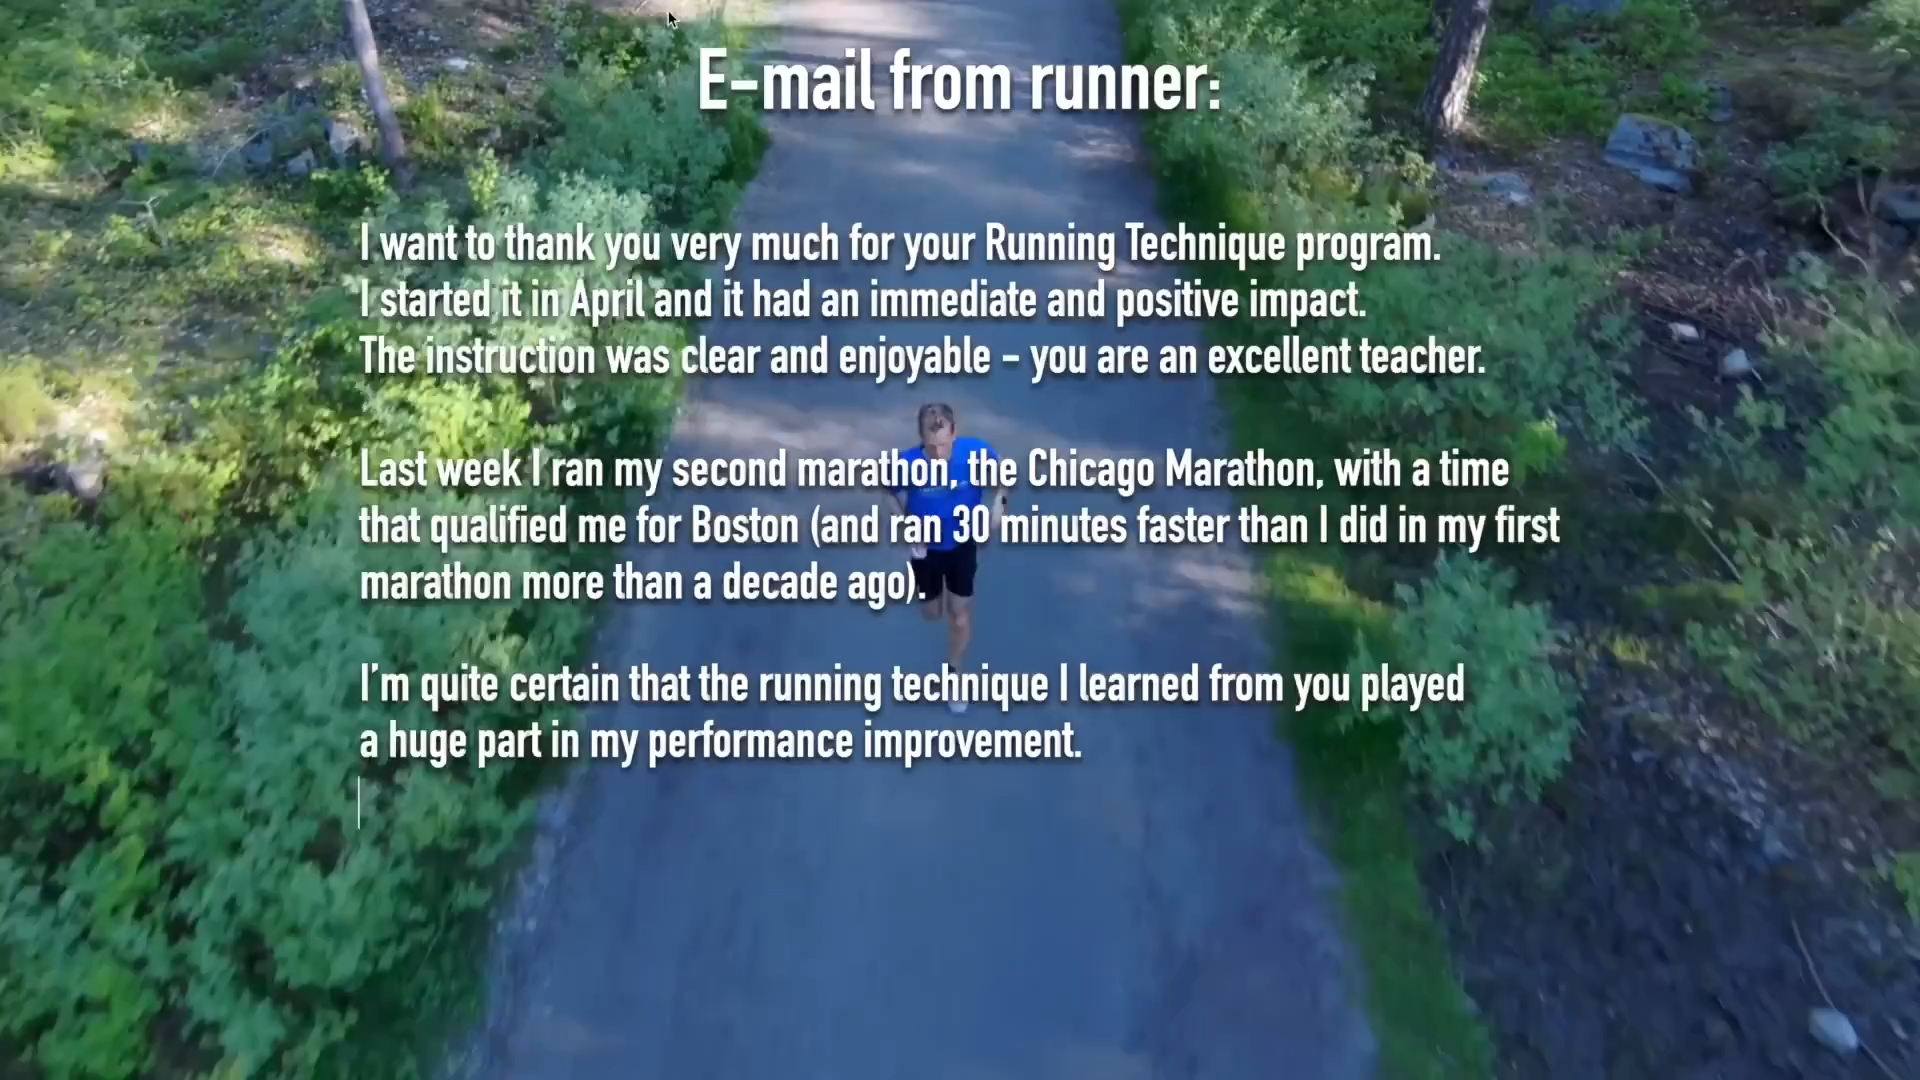 E-mail from runner:
I want to thank you very much for your Running Technique program.
I started it in April and it had an immediate and positive impact.
The instruction was clear and enjoyable – you are an excellent teacher.
Last week I ran my second marathon, the Chicago Marathon, with a time
that qualified me for Boston (and ran 30 minutes faster than I did in my first
marathon more than a decade ago).
I'm quite certain that the running technique I learned from you played
a huge part in my performance improvement.